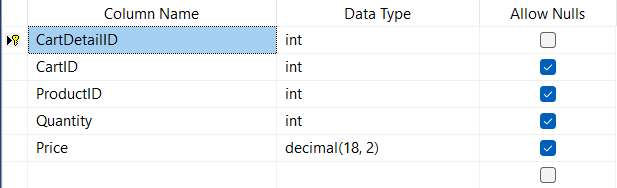 Column Name Data Type Allow Nulls
CartDetailID int
CartID int
ProductID int
Quantity int
Price decimal(18, 2)